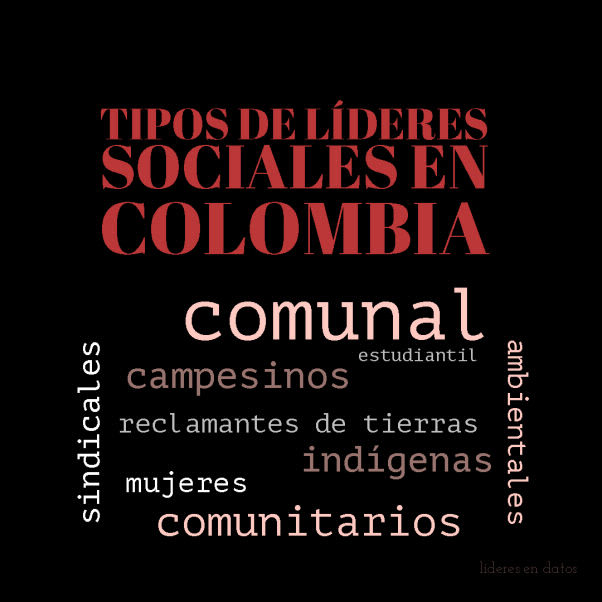 TIPOS DE LÍDERES
SOCIALES EN
COLOMBIA
comunal
estudiantil
sindicales
campesinos
ambientales
reclamantes de tierras
indígenas
mujeres
comunitarios
lideres en datos